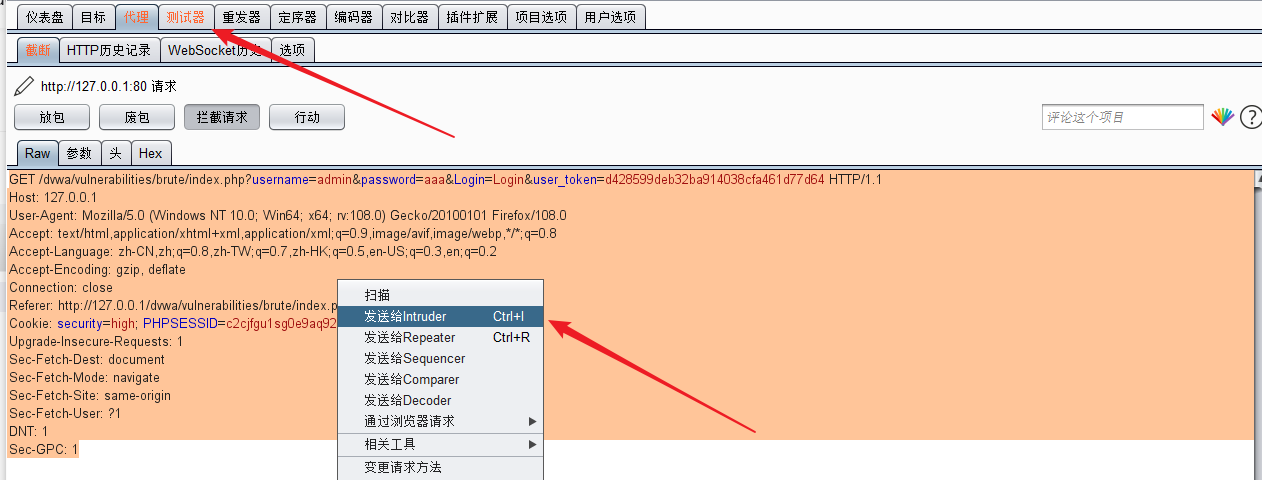 仪表盘 目标 代理 测试器 重发器 定序器 编码器 对比器 插件扩展 项目选项 用户选项
截断 HTTP历史记录 WebSocket历史 选项
http://127.0.0.1:80 请求
放包 废包 拦截请求 行动 评论这个项目 ?
Raw 参数 头 Hex
GET /dvwa/vulnerabilities/brute/index.php?username=admin&password=aaa&Login=Login&user_token=d428599deb32ba914038cfa461d77d64 HTTP/1.1
Host: 127.0.0.1
User-Agent: Mozilla/5.0 (Windows NT 10.0; Win64; x64; rv:108.0) Gecko/20100101 Firefox/108.0
Accept: text/html,application/xhtml+xml,application/xml;q=0.9,image/avif,image/webp,*/*;q=0.8
Accept-Language: zh-CN,zh;q=0.8,zh-TW;q=0.7,zh-HK;q=0.5,en-US;q=0.3,en;q=0.2
Accept-Encoding: gzip, deflate
Connection: close
Referer: http://127.0.0.1/dvwa/vulnerabilities/brute/index.p
Cookie: security=high; PHPSESSID=c2cjfgu1sg0e9aq92
Upgrade-Insecure-Requests: 1
Sec-Fetch-Dest: document
Sec-Fetch-Mode: navigate
Sec-Fetch-Site: same-origin
Sec-Fetch-User: ?1
DNT: 1
Sec-GPC: 1
扫描
发送给Intruder Ctrl+I
发送给Repeater Ctrl+R
发送给Sequencer
发送给Comparer
发送给Decoder
通过浏览器请求
相关工具
变更请求方法